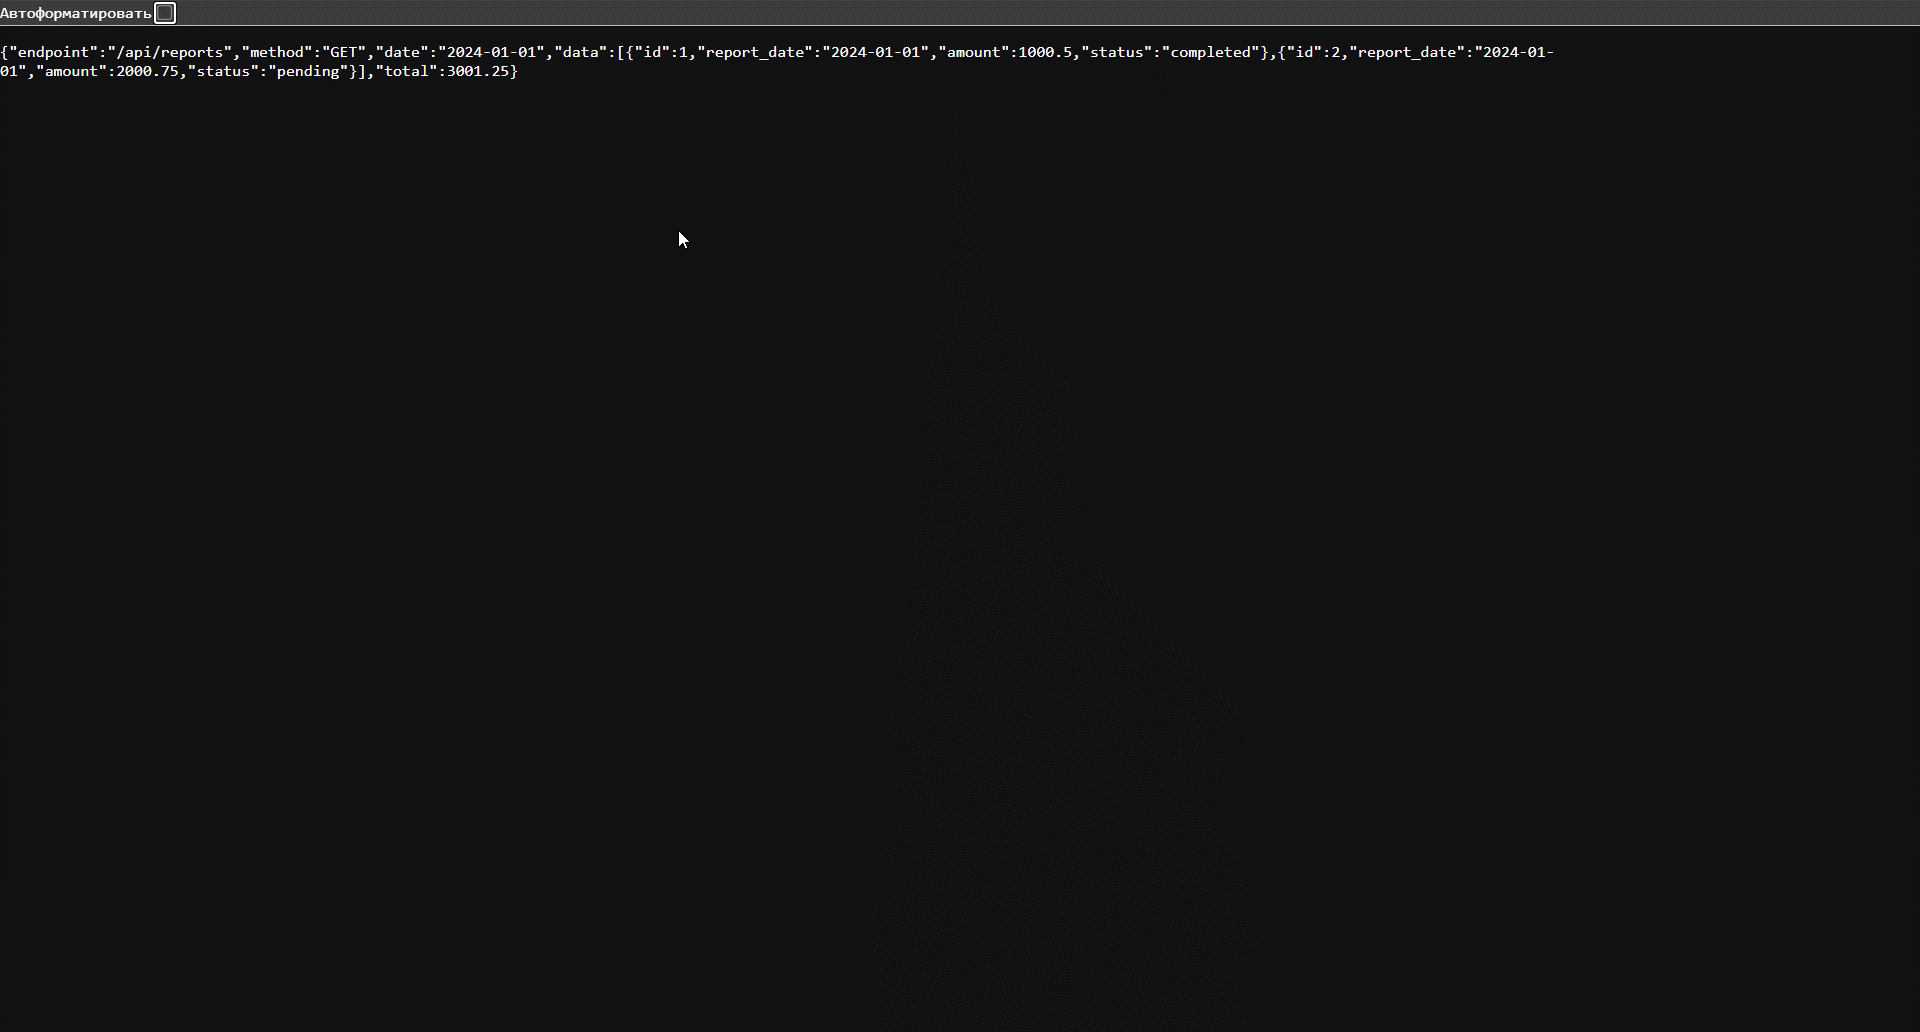 Автоформатировать
{"endpoint":"/api/reports","method":"GET","date":"2024-01-01","data":[{"id":1,"report_date":"2024-01-01","amount":1000.5,"status":"completed"},{"id":2,"report_date":"2024-01-
01","amount":2000.75,"status":"pending"}],"total":3001.25}